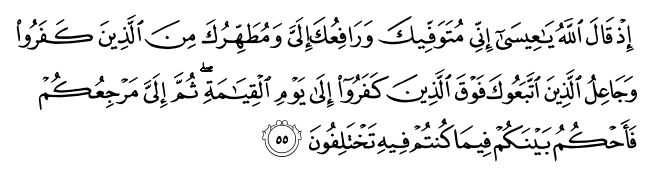 إِذْ قَالَ ٱللَّهُ يَـٰعِيسَىٰٓ إِنِّى مُتَوَفِّيكَ وَرَافِعُكَ إِلَىَّ وَمُطَهِّرُكَ مِنَ ٱلَّذِينَ كَفَرُوا۟
وَجَاعِلُ ٱلَّذِينَ ٱتَّبَعُوكَ فَوْقَ ٱلَّذِينَ كَفَرُوٓا۟ إِلَىٰ يَوْمِ ٱلْقِيَـٰمَةِ ۖ ثُمَّ إِلَىَّ مَرْجِعُكُمْ
فَأَحْكُمُ بَيْنَكُمْ فِيمَا كُنتُمْ فِيهِ تَخْتَلِفُونَ ٥٥